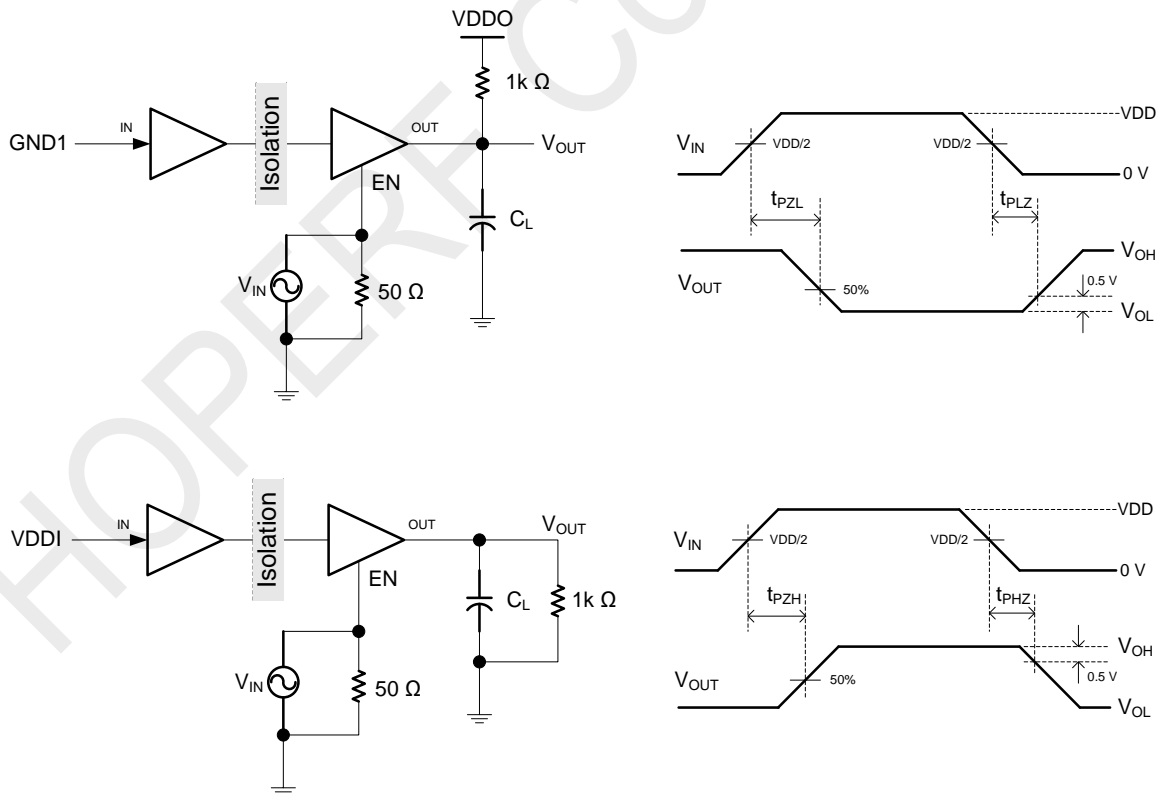 VDDO
1k Ω
GND1
IN
Isolation
OUT
VOUT
EN
CL
VIN
50 Ω
VIN
VDD/2
VDD/2
VDD
0 V
tPZL
tPLZ
VOUT
50%
VOH
0.5 V
VOL
VDDI
IN
Isolation
OUT
VOUT
EN
CL
1k Ω
VIN
50 Ω
VIN
VDD/2
VDD/2
VDD
0 V
tPZH
tPHZ
VOUT
50%
VOH
0.5 V
VOL
HOPERF